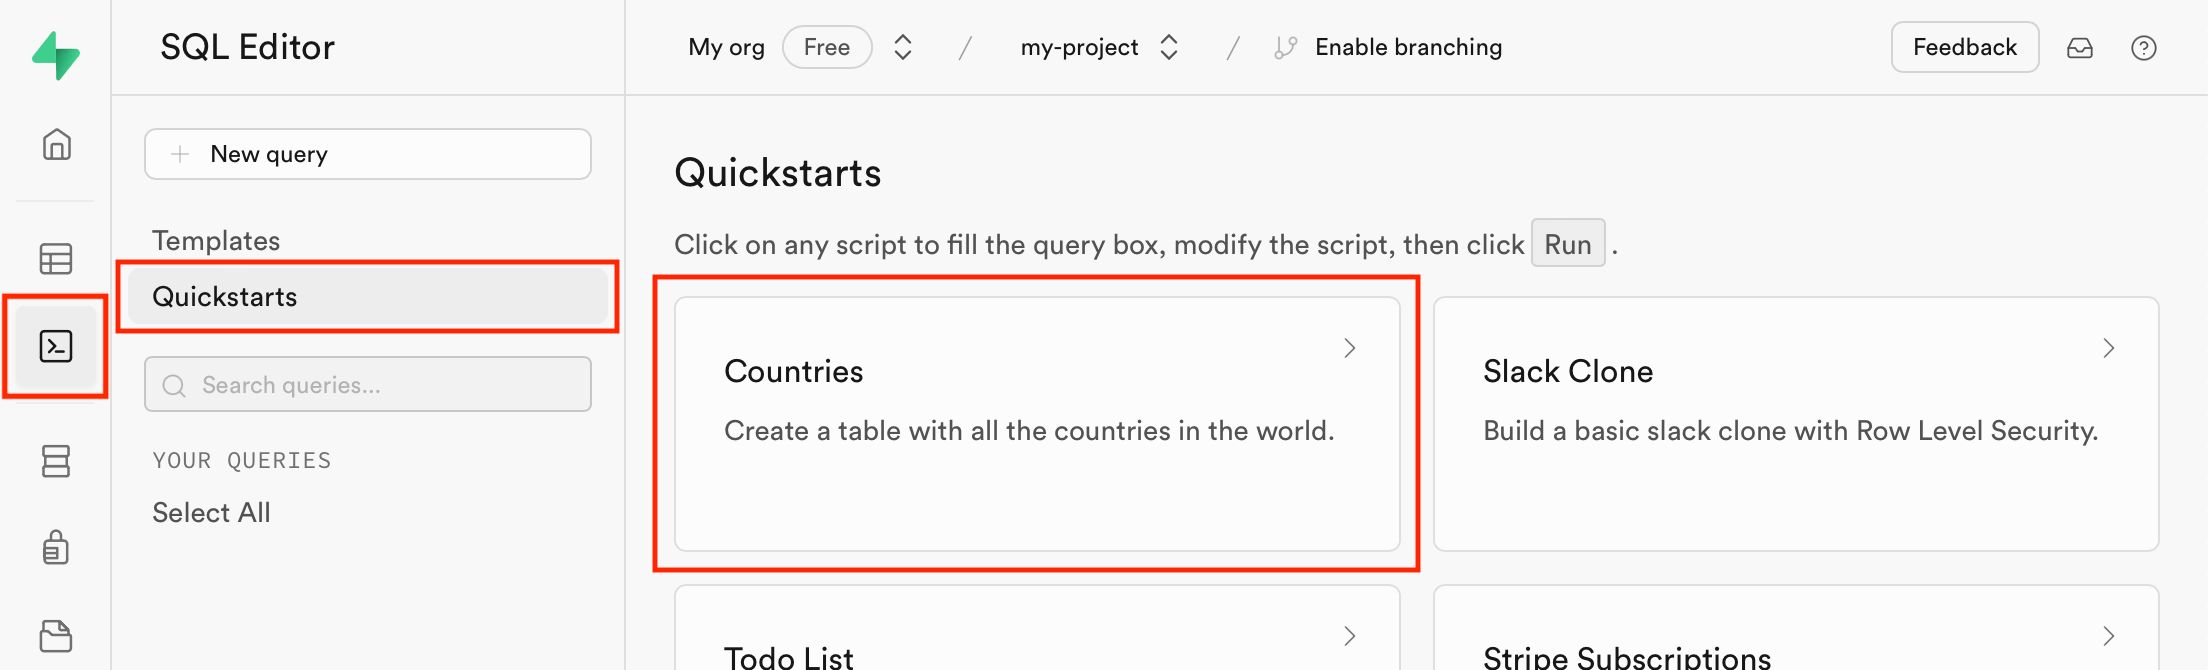 SQL Editor
My org Free / my-project / Enable branching
Feedback
New query
Templates
Quickstarts
Search queries...
YOUR QUERIES
Select All
Quickstarts
Click on any script to fill the query box, modify the script, then click Run .
Countries
Create a table with all the countries in the world.
Slack Clone
Build a basic slack clone with Row Level Security.
Todo List
Stripe Subscriptions